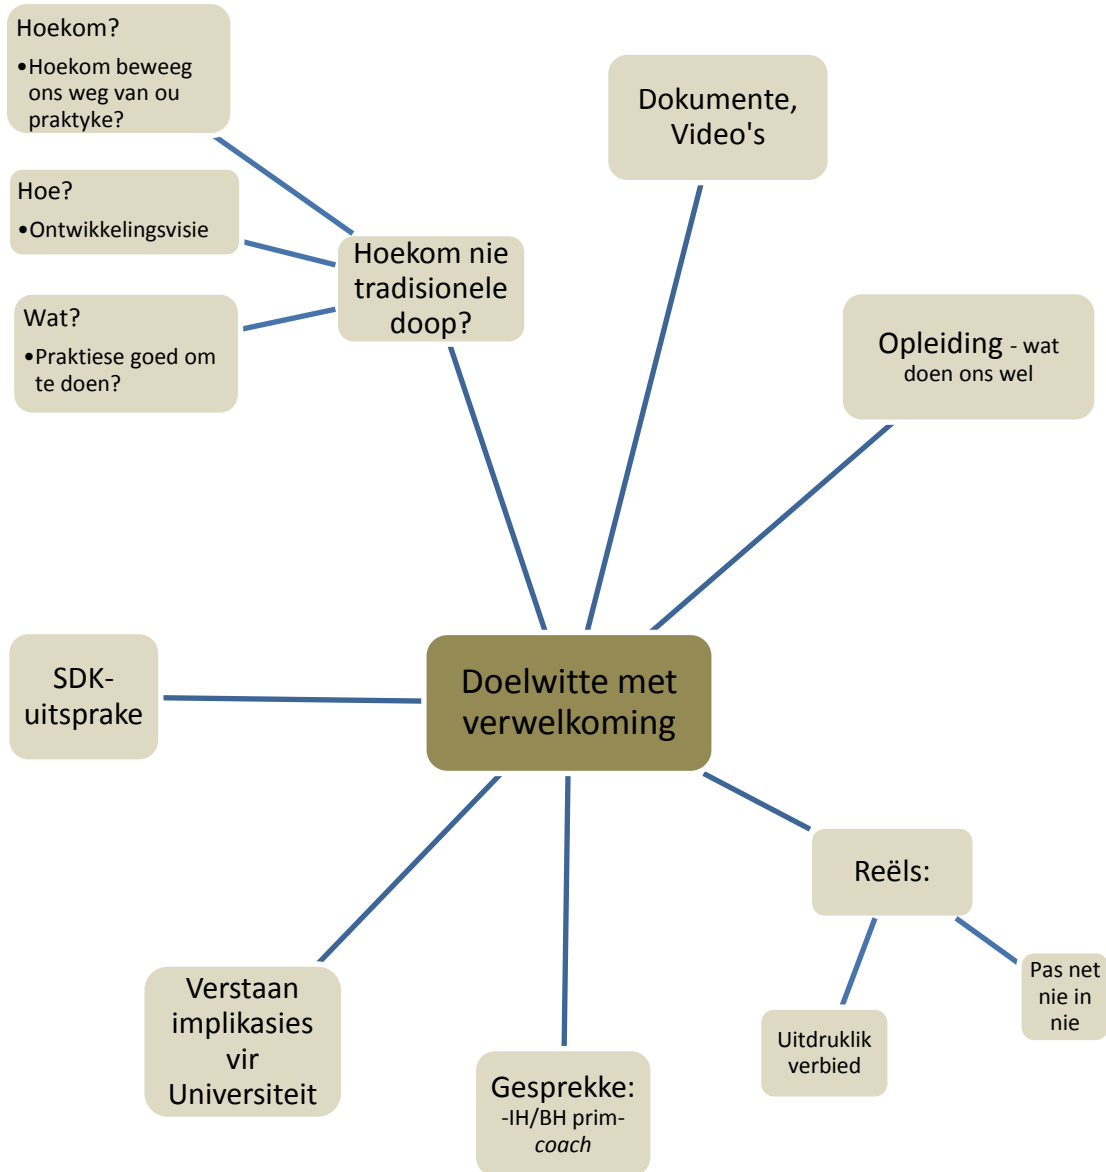 Hoekom?
•Hoekom beweeg
ons weg van ou
praktyke?
Hoe?
•Ontwikkelingsvisie
Wat?
•Praktiese goed om
te doen?
Hoekom nie
tradisionele
doop?
Dokumente,
Video's
Opleiding - wat
doen ons wel
SDK-
uitsprake
Doelwitte met
verwelkoming
Reëls:
Pas net
nie in
nie
Uitdruklik
verbied
Verstaan
implikasies
vir
Universiteit
Gesprekke:
-IH/BH prim-
coach